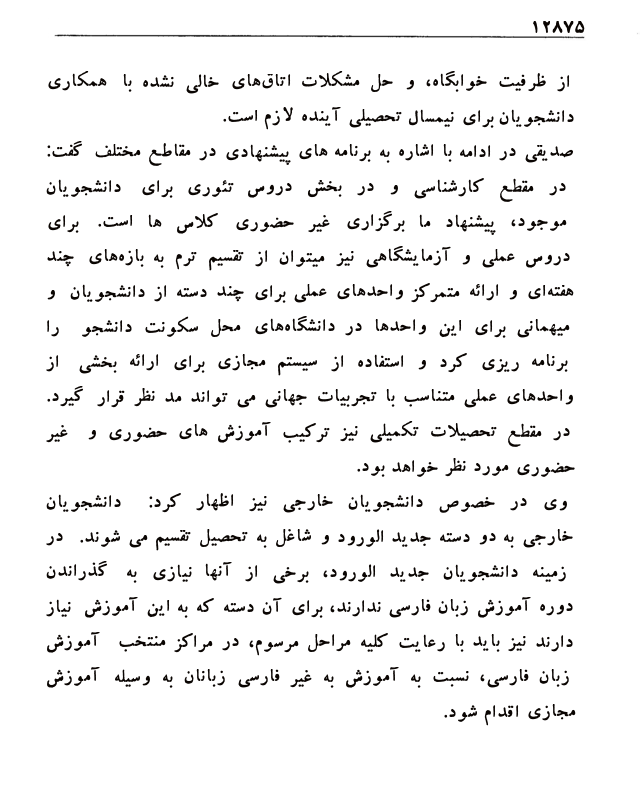 ۱۲۸۷۵
از ظرفیت خوابگاه، و حل مشکلات اتاق‌های خالی نشده با همکاری
دانشجویان برای نیمسال تحصیلی آینده لازم است.
صدیقی در ادامه با اشاره به برنامه های پیشنهادی در مقاطع مختلف گفت:
در مقطع کارشناسی و در بخش دروس تئوری برای دانشجویان
موجود، پیشنهاد ما برگزاری غیر حضوری کلاس ها است. برای
دروس عملی و آزمایشگاهی نیز میتوان از تقسیم ترم به بازه‌های چند
هفته‌ای و ارائه متمرکز واحدهای عملی برای چند دسته از دانشجویان و
میهمانی برای این واحدها در دانشگاه‌های محل سکونت دانشجو را
برنامه ریزی کرد و استفاده از سیستم مجازی برای ارائه بخشی از
واحدهای عملی متناسب با تجربیات جهانی می تواند مد نظر قرار گیرد.
در مقطع تحصیلات تکمیلی نیز ترکیب آموزش های حضوری و غیر
حضوری مورد نظر خواهد بود.
وی در خصوص دانشجویان خارجی نیز اظهار کرد: دانشجویان
خارجی به دو دسته جدید الورود و شاغل به تحصیل تقسیم می شوند. در
زمینه دانشجویان جدید الورود، برخی از آنها نیازی به گذراندن
دوره آموزش زبان فارسی ندارند، برای آن دسته که به این آموزش نیاز
دارند نیز باید با رعایت کلیه مراحل مرسوم، در مراکز منتخب آموزش
زبان فارسی، نسبت به آموزش به غیر فارسی زبانان به وسیله آموزش
مجازی اقدام شود.